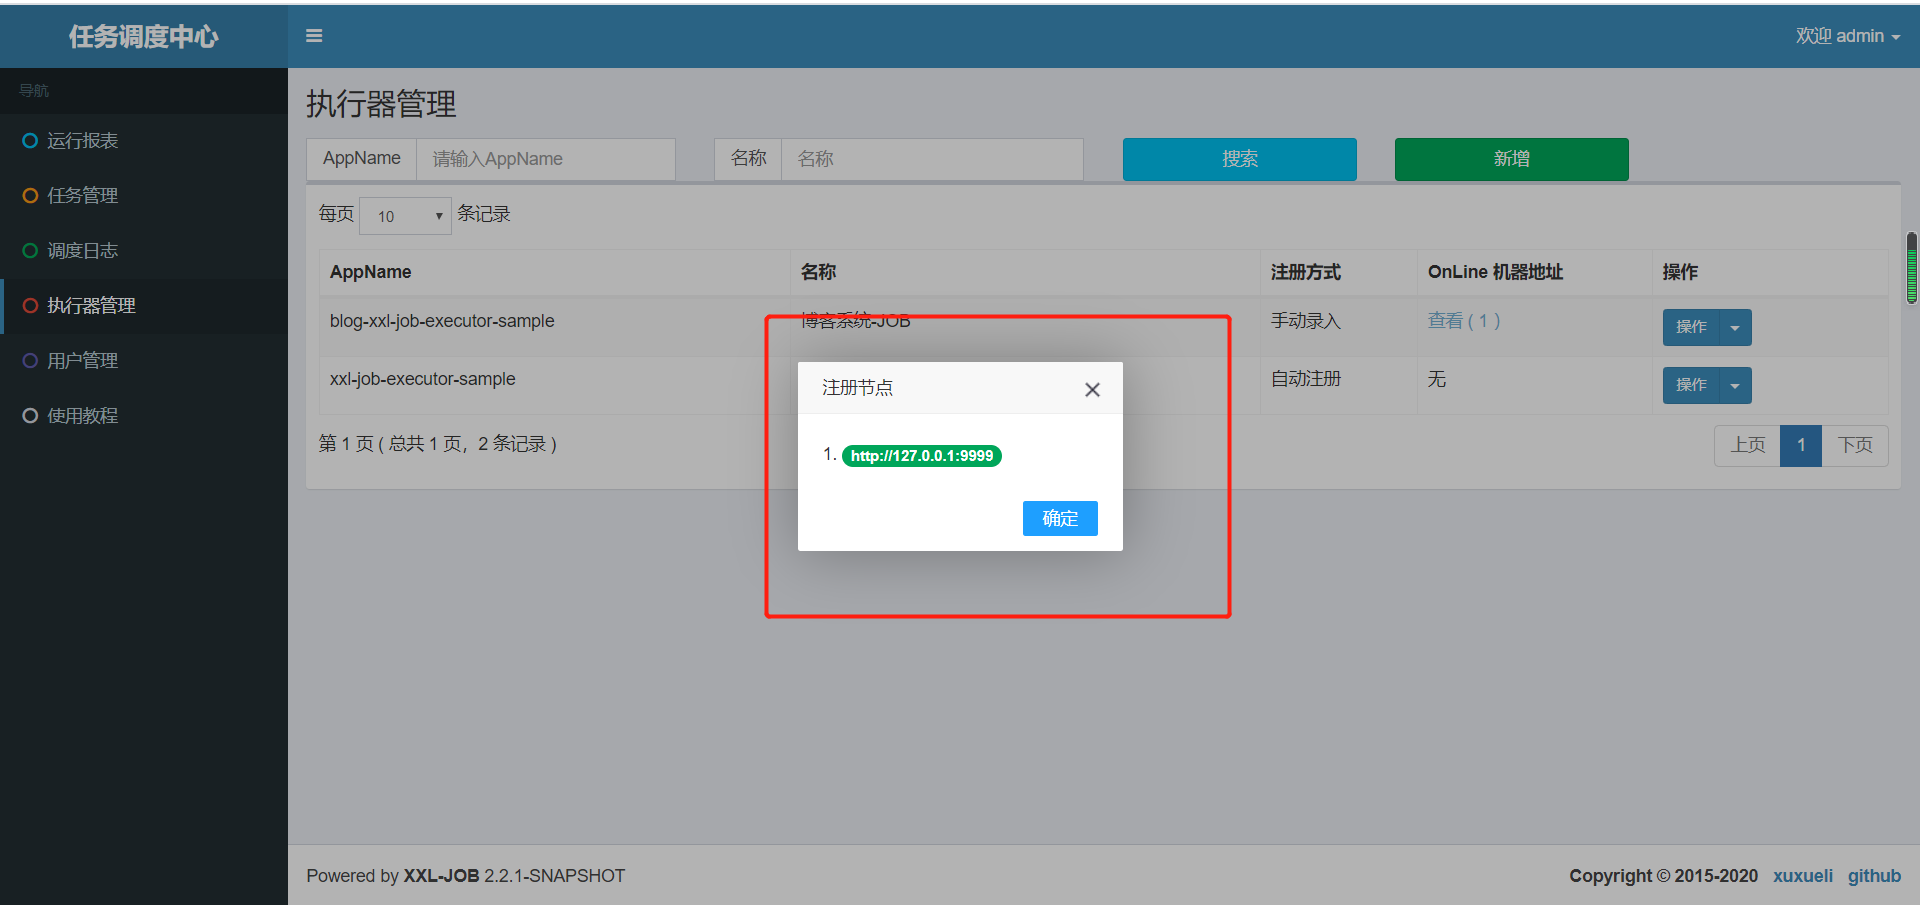 任务调度中心
欢迎 admin
导航
运行报表
任务管理
调度日志
执行器管理
用户管理
使用教程
执行器管理
AppName 请输入AppName 名称 名称 搜索 新增
每页 10 条记录
AppName 名称 注册方式 OnLine 机器地址 操作
blog-xxl-job-executor-sample 博客系统-JOB 手动录入 查看 ( 1 ) 操作
xxl-job-executor-sample 自动注册 无 操作
第 1 页 ( 总共 1 页，2 条记录 ) 上页 1 下页
注册节点
1. http://127.0.0.1:9999
确定
Powered by XXL-JOB 2.2.1-SNAPSHOT
Copyright © 2015-2020 xuxueli github